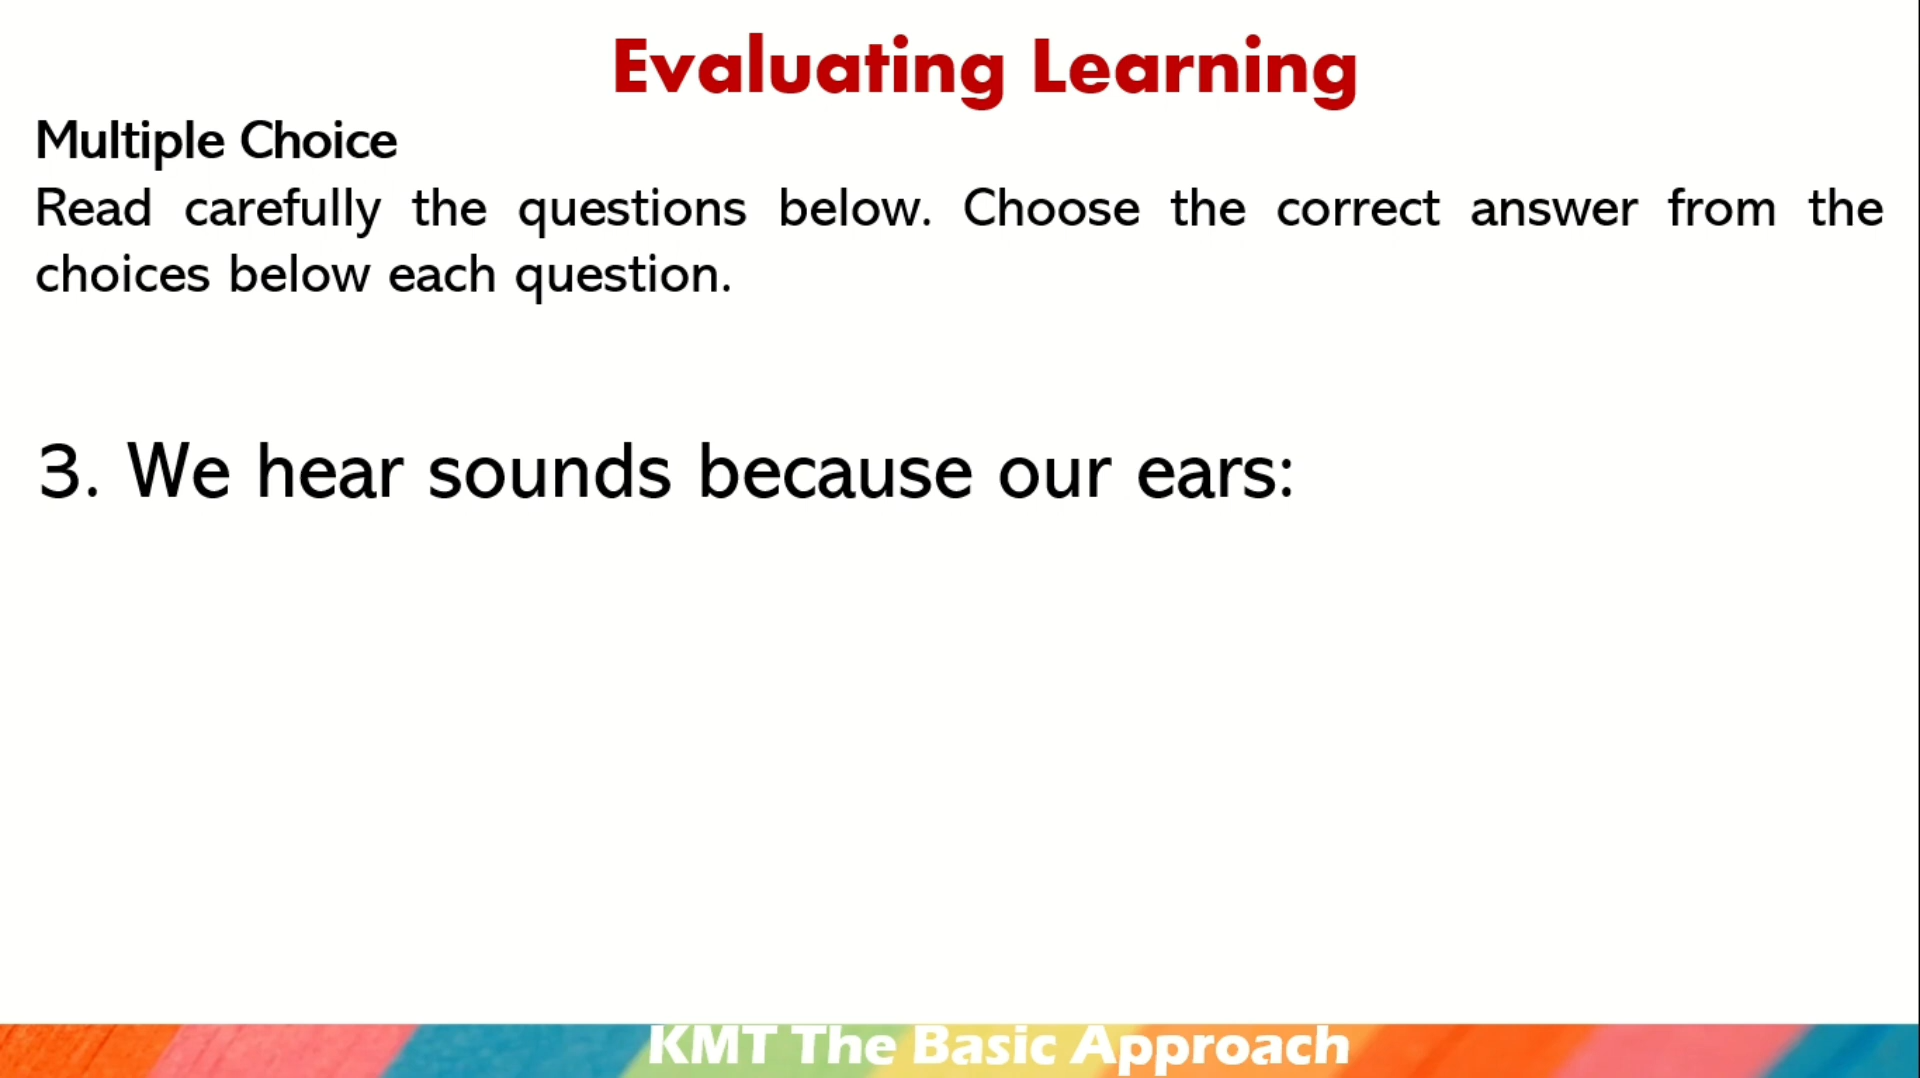 Evaluating Learning
Multiple Choice
Read carefully the questions below. Choose the correct answer from the
choices below each question.
3. We hear sounds because our ears:
KMT The Basic Approach